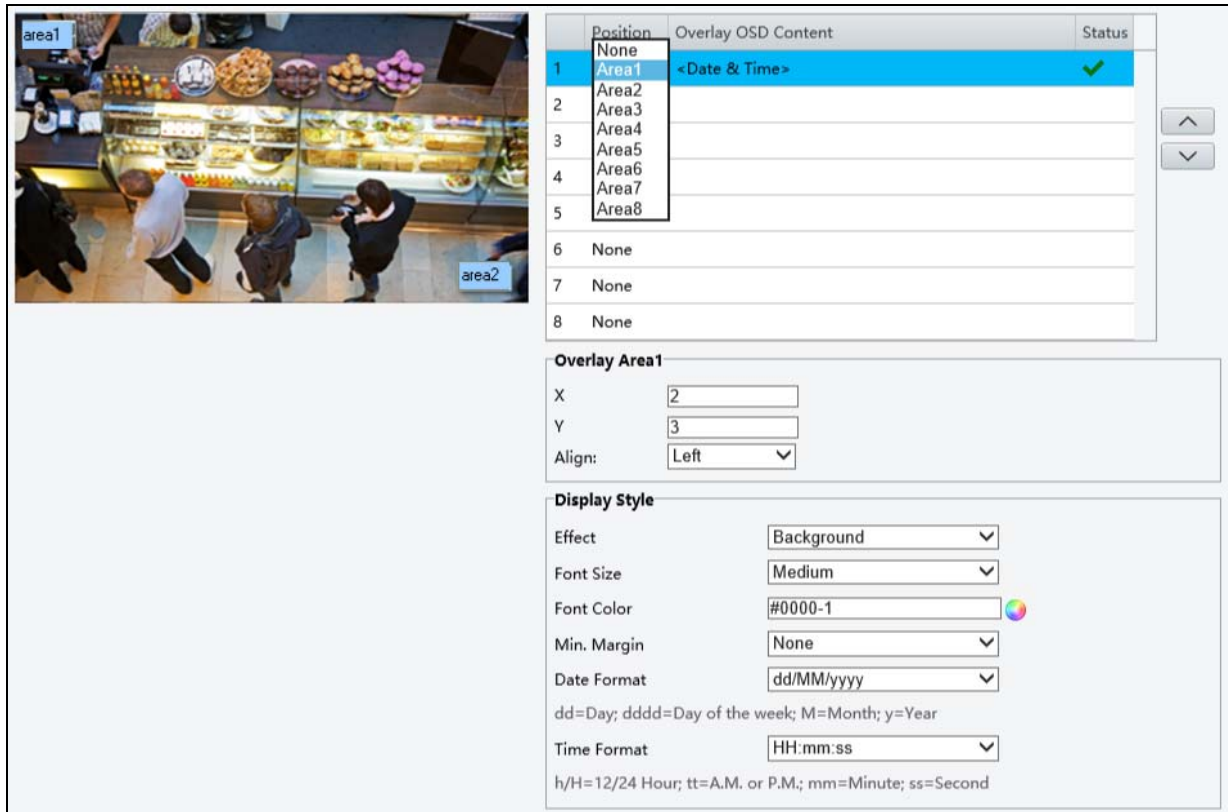 area1
area2
Position Overlay OSD Content Status
None
1 Area1 <Date & Time>
Area2
2
Area3
Area4
3
Area5
Area6
4
Area7
Area8
5
6 None
7 None
8 None
Overlay Area1
X 2
Y 3
Align: Left
Display Style
Effect Background
Font Size Medium
Font Color #0000-1
Min. Margin None
Date Format dd/MM/yyyy
dd=Day; dddd=Day of the week; M=Month; y=Year
Time Format HH:mm:ss
h/H=12/24 Hour; tt=A.M. or P.M.; mm=Minute; ss=Second